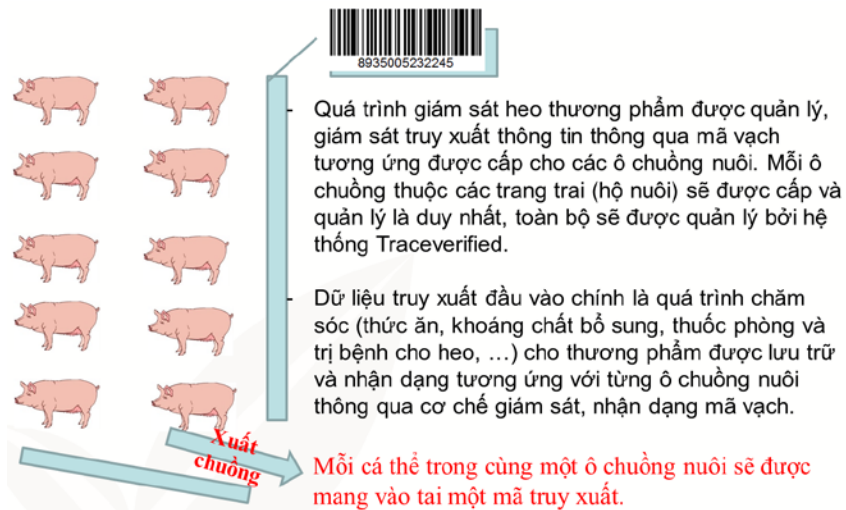 8935005232245
- Quá trình giám sát heo thương phẩm được quản lý,
giám sát truy xuất thông tin thông qua mã vạch
tương ứng được cấp cho các ô chuồng nuôi. Mỗi ô
chuồng thuộc các trang trai (hộ nuôi) sẽ được cấp và
quản lý là duy nhất, toàn bộ sẽ được quản lý bởi hệ
thống Traceverified.
- Dữ liệu truy xuất đầu vào chính là quá trình chăm
sóc (thức ăn, khoáng chất bổ sung, thuốc phòng và
trị bệnh cho heo, ...) cho thương phẩm được lưu trữ
và nhận dạng tương ứng với từng ô chuồng nuôi
thông qua cơ chế giám sát, nhận dạng mã vạch.
Xuất
chuồng
Mỗi cá thể trong cùng một ô chuồng nuôi sẽ được
mang vào tai một mã truy xuất.